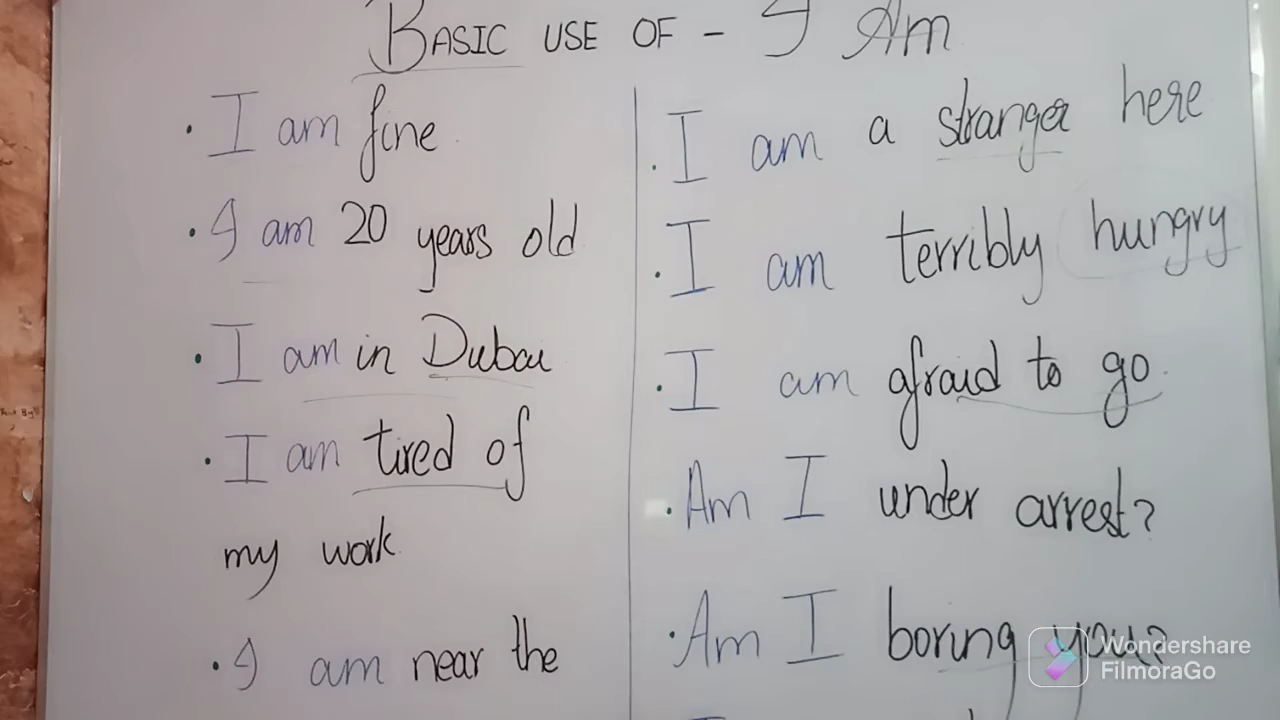 BASIC USE OF - I Am
· I am fine
· I am 20 years old
· I am in Dubai
· I am tired of
my work
· I am near the
· I am a stranger here
· I am terribly hungry
· I am afraid to go
· Am I under arrest?
· Am I boring you?
Wondershare
FilmoraGo